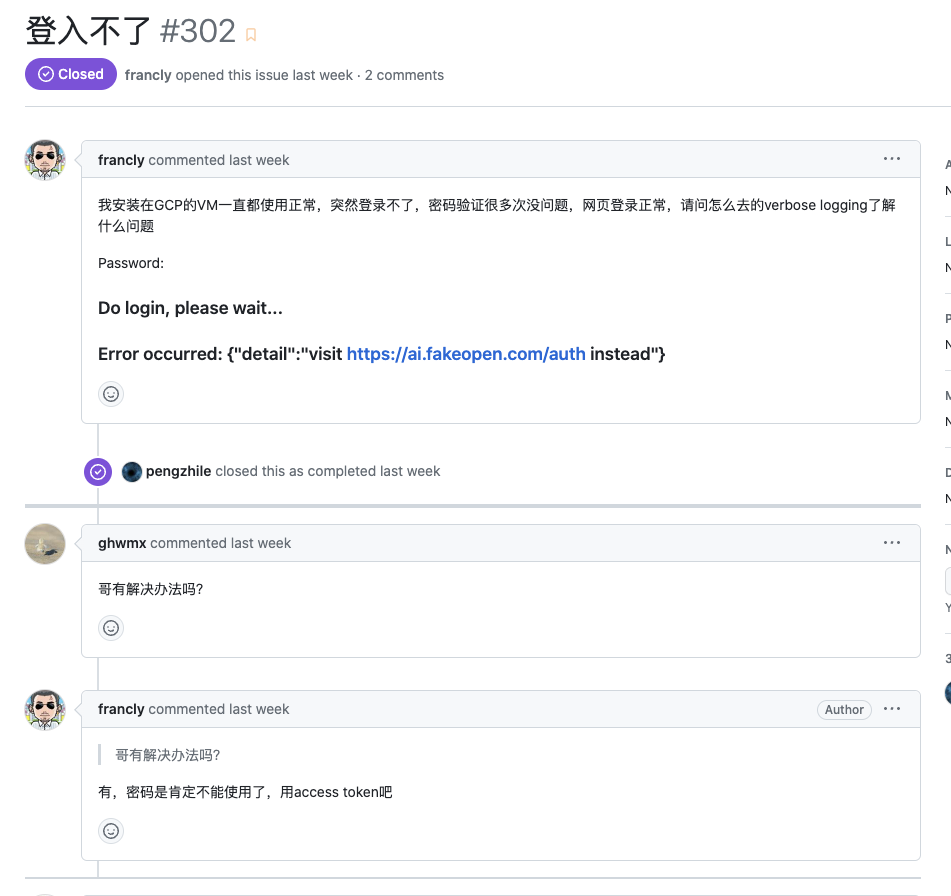 登入不了 #302
Closed francly opened this issue last week · 2 comments
francly commented last week
我安装在GCP的VM一直都使用正常，突然登录不了，密码验证很多次没问题，网页登录正常，请问怎么去的verbose logging了解
什么问题
Password:
Do login, please wait...
Error occurred: {"detail":"visit https://ai.fakeopen.com/auth instead"}
pengzhile closed this as completed last week
ghwmx commented last week
哥有解决办法吗?
francly commented last week Author
哥有解决办法吗?
有，密码是肯定不能使用了，用access token吧